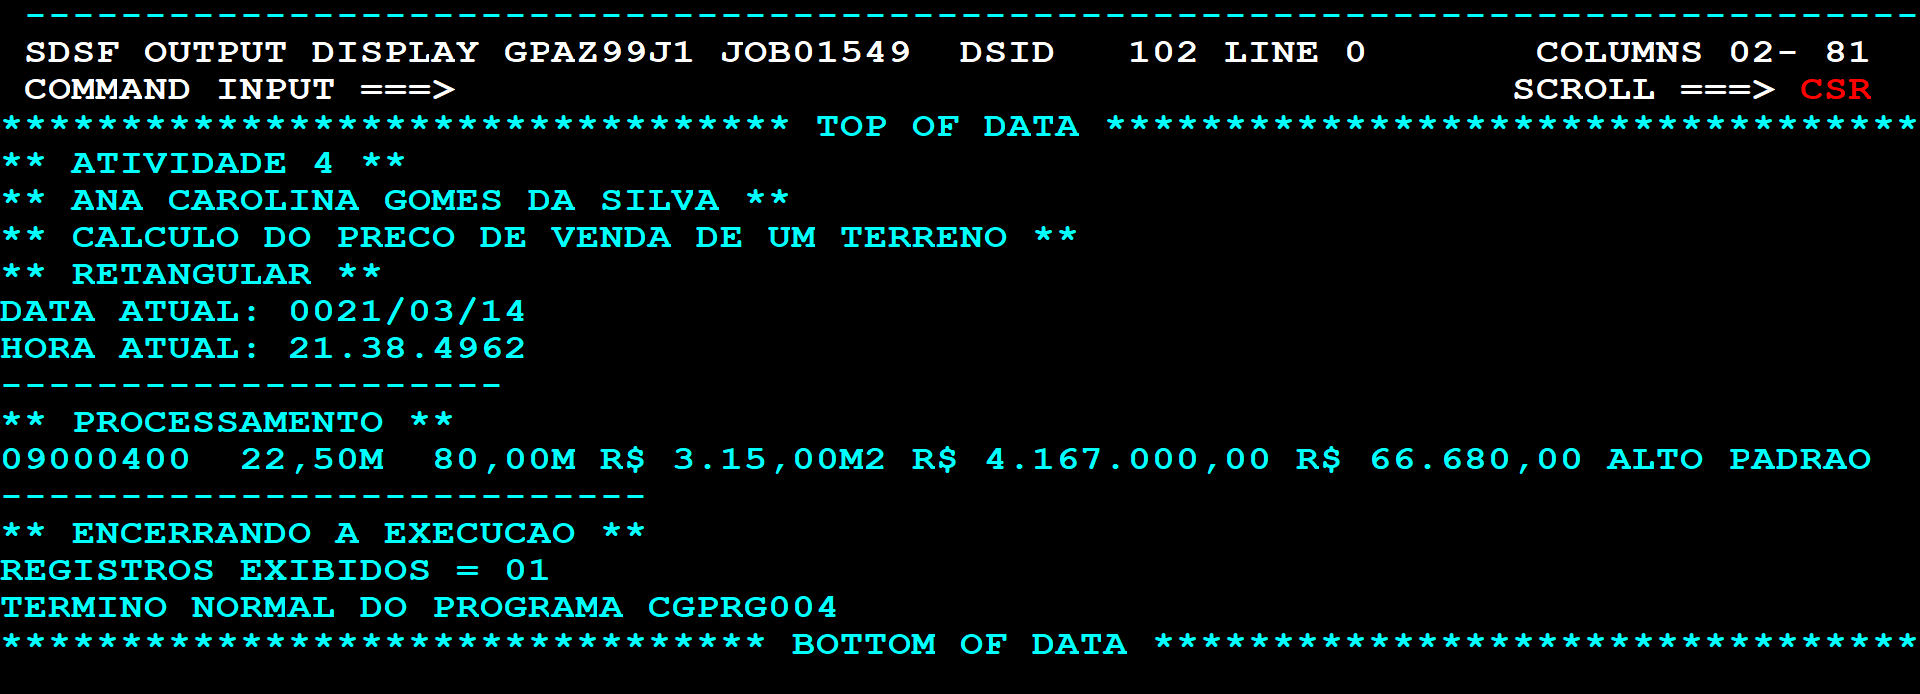 --------------------------------------------------------------------------------
SDSF OUTPUT DISPLAY GPAZ99J1 JOB01549  DSID   102 LINE 0       COLUMNS 02- 81
COMMAND INPUT ===>                                            SCROLL ===> CSR
********************************* TOP OF DATA **********************************
** ATIVIDADE 4 **
** ANA CAROLINA GOMES DA SILVA **
** CALCULO DO PRECO DE VENDA DE UM TERRENO **
** RETANGULAR **
DATA ATUAL: 0021/03/14
HORA ATUAL: 21.38.4962
---------------------
** PROCESSAMENTO **
09000400  22,50M  80,00M R$ 3.15,00M2 R$ 4.167.000,00 R$ 66.680,00 ALTO PADRAO
---------------------------
** ENCERRANDO A EXECUCAO **
REGISTROS EXIBIDOS = 01
TERMINO NORMAL DO PROGRAMA CGPRG004
******************************** BOTTOM OF DATA ********************************